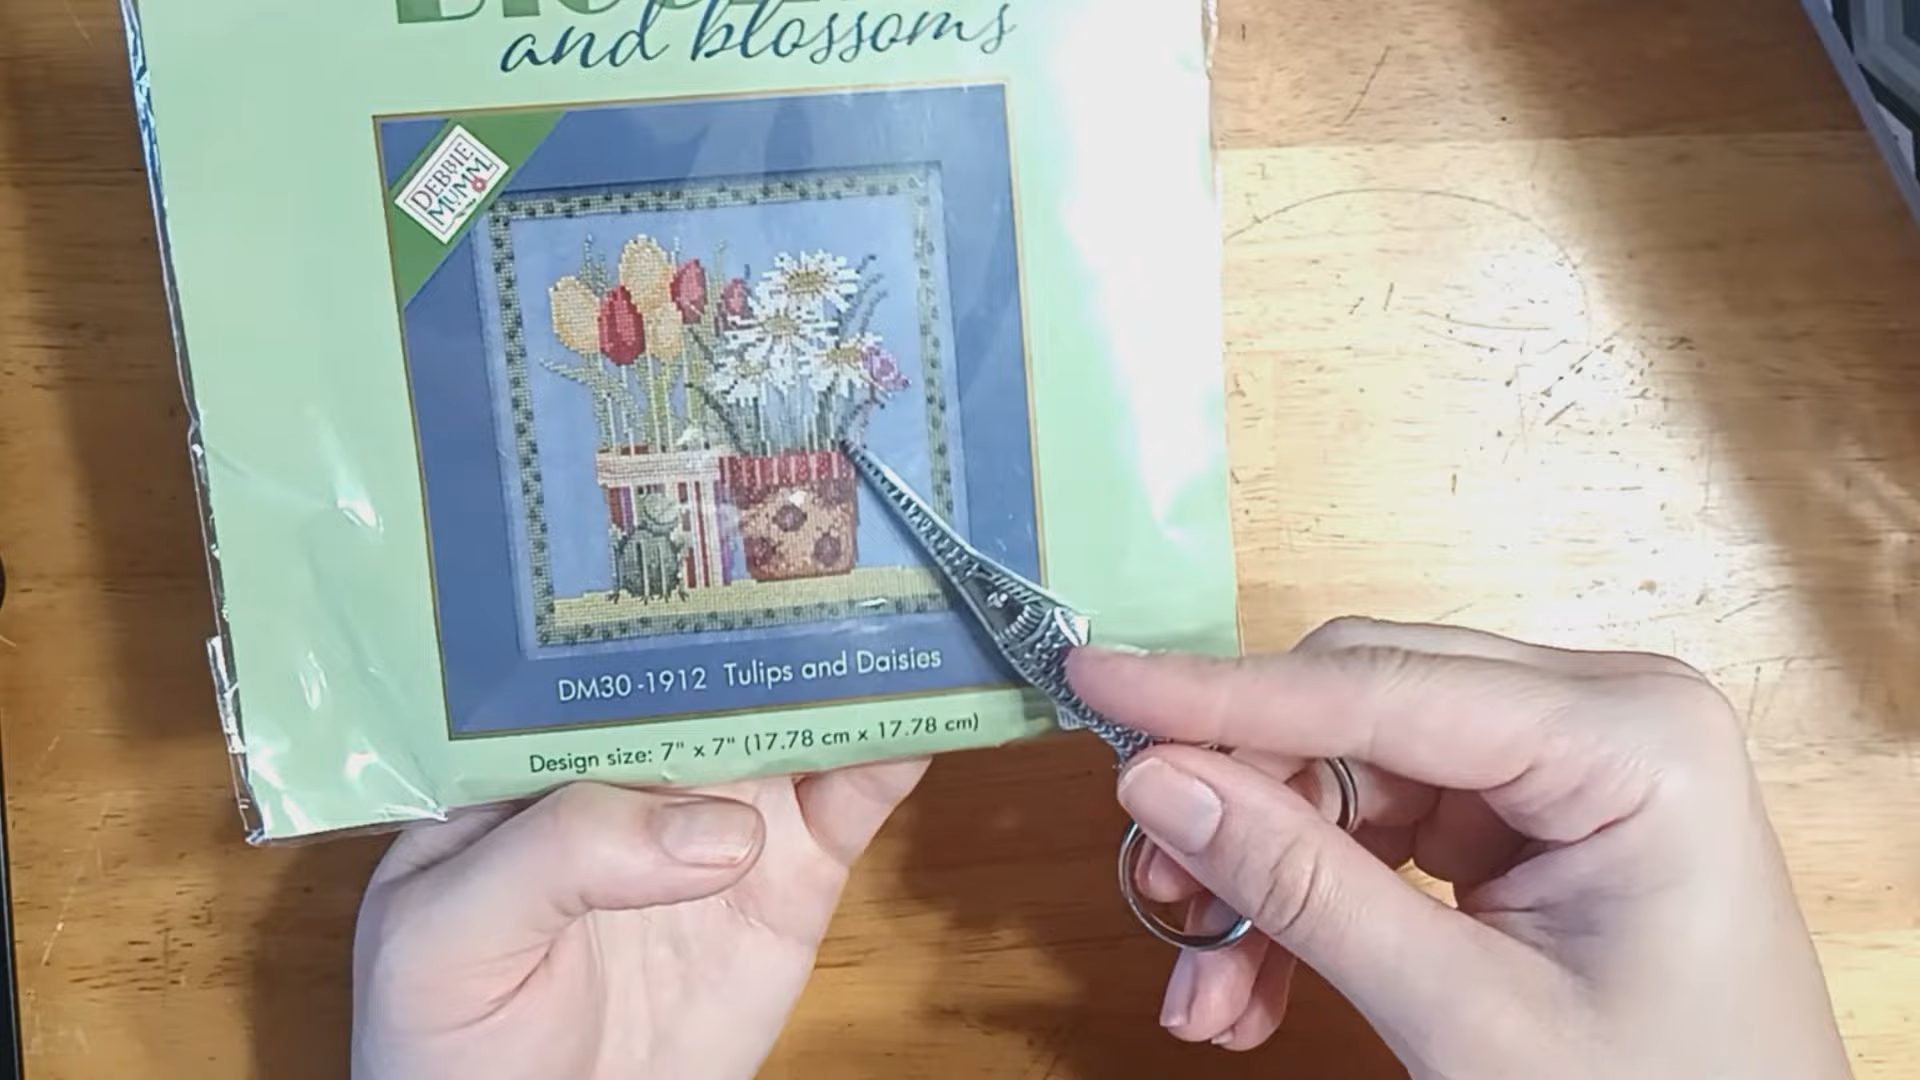 and blossoms
DEBBIE
MUMM
DM30-1912 Tulips and Daisies
Design size: 7" x 7" (17.78 cm x 17.78 cm)